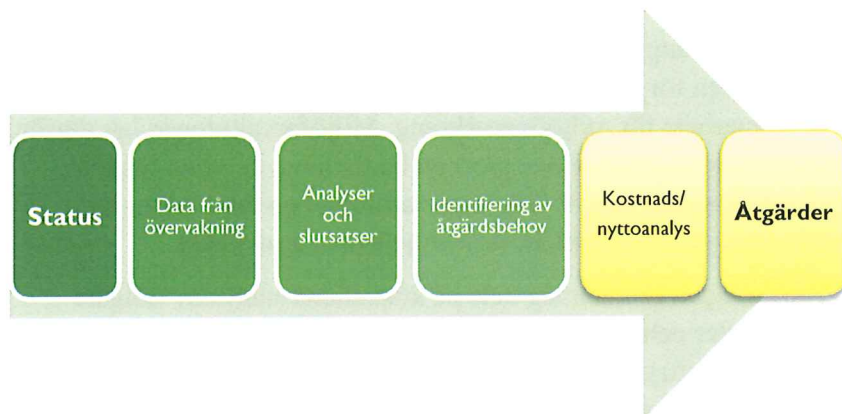 Status
Data från
övervakning
Analyser
och
slutsatser
Identifiering av
åtgärdsbehov
Kostnads/
nyttoanalys
Åtgärder